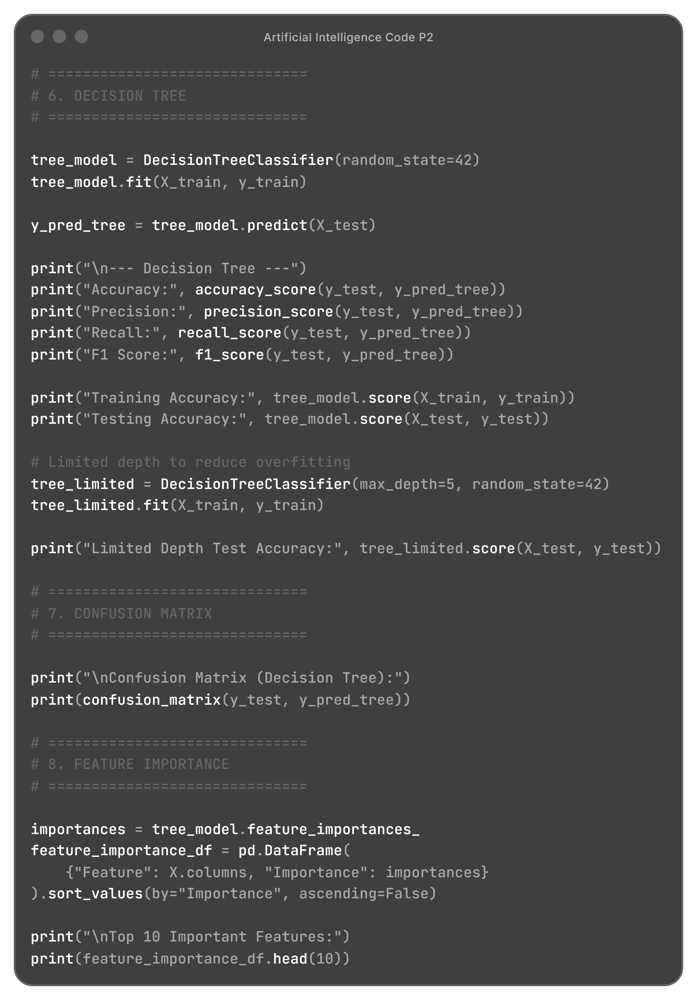 Artificial Intelligence Code P2
# ==============================
# 6. DECISION TREE
# ==============================
tree_model = DecisionTreeClassifier(random_state=42)
tree_model.fit(X_train, y_train)
y_pred_tree = tree_model.predict(X_test)
print("\n--- Decision Tree ---")
print("Accuracy:", accuracy_score(y_test, y_pred_tree))
print("Precision:", precision_score(y_test, y_pred_tree))
print("Recall:", recall_score(y_test, y_pred_tree))
print("F1 Score:", f1_score(y_test, y_pred_tree))
print("Training Accuracy:", tree_model.score(X_train, y_train))
print("Testing Accuracy:", tree_model.score(X_test, y_test))
# Limited depth to reduce overfitting
tree_limited = DecisionTreeClassifier(max_depth=5, random_state=42)
tree_limited.fit(X_train, y_train)
print("Limited Depth Test Accuracy:", tree_limited.score(X_test, y_test))
# ==============================
# 7. CONFUSION MATRIX
# ==============================
print("\nConfusion Matrix (Decision Tree):")
print(confusion_matrix(y_test, y_pred_tree))
# ==============================
# 8. FEATURE IMPORTANCE
# ==============================
importances = tree_model.feature_importances_
feature_importance_df = pd.DataFrame(
    {"Feature": X.columns, "Importance": importances}
).sort_values(by="Importance", ascending=False)
print("\nTop 10 Important Features:")
print(feature_importance_df.head(10))